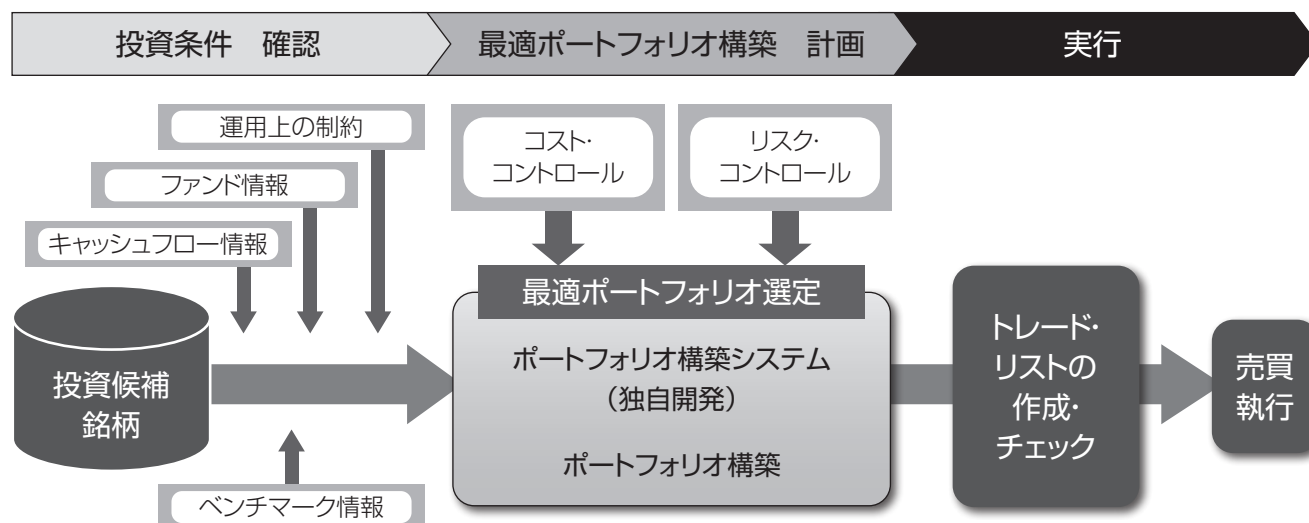 投資条件　確認
最適ポートフォリオ構築　計画
実行
運用上の制約
ファンド情報
キャッシュフロー情報
コスト・
コントロール
リスク・
コントロール
投資候補
銘柄
ベンチマーク情報
最適ポートフォリオ選定
ポートフォリオ構築システム
（独自開発）
ポートフォリオ構築
トレード・
リストの
作成・
チェック
売買
執行